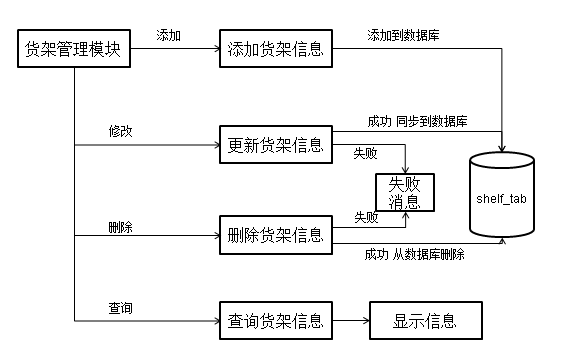 货架管理模块
添加
添加货架信息
添加到数据库
修改
更新货架信息
成功 同步到数据库
失败
失败
消息
shelf_tab
删除
删除货架信息
失败
成功 从数据库删除
查询
查询货架信息
显示信息